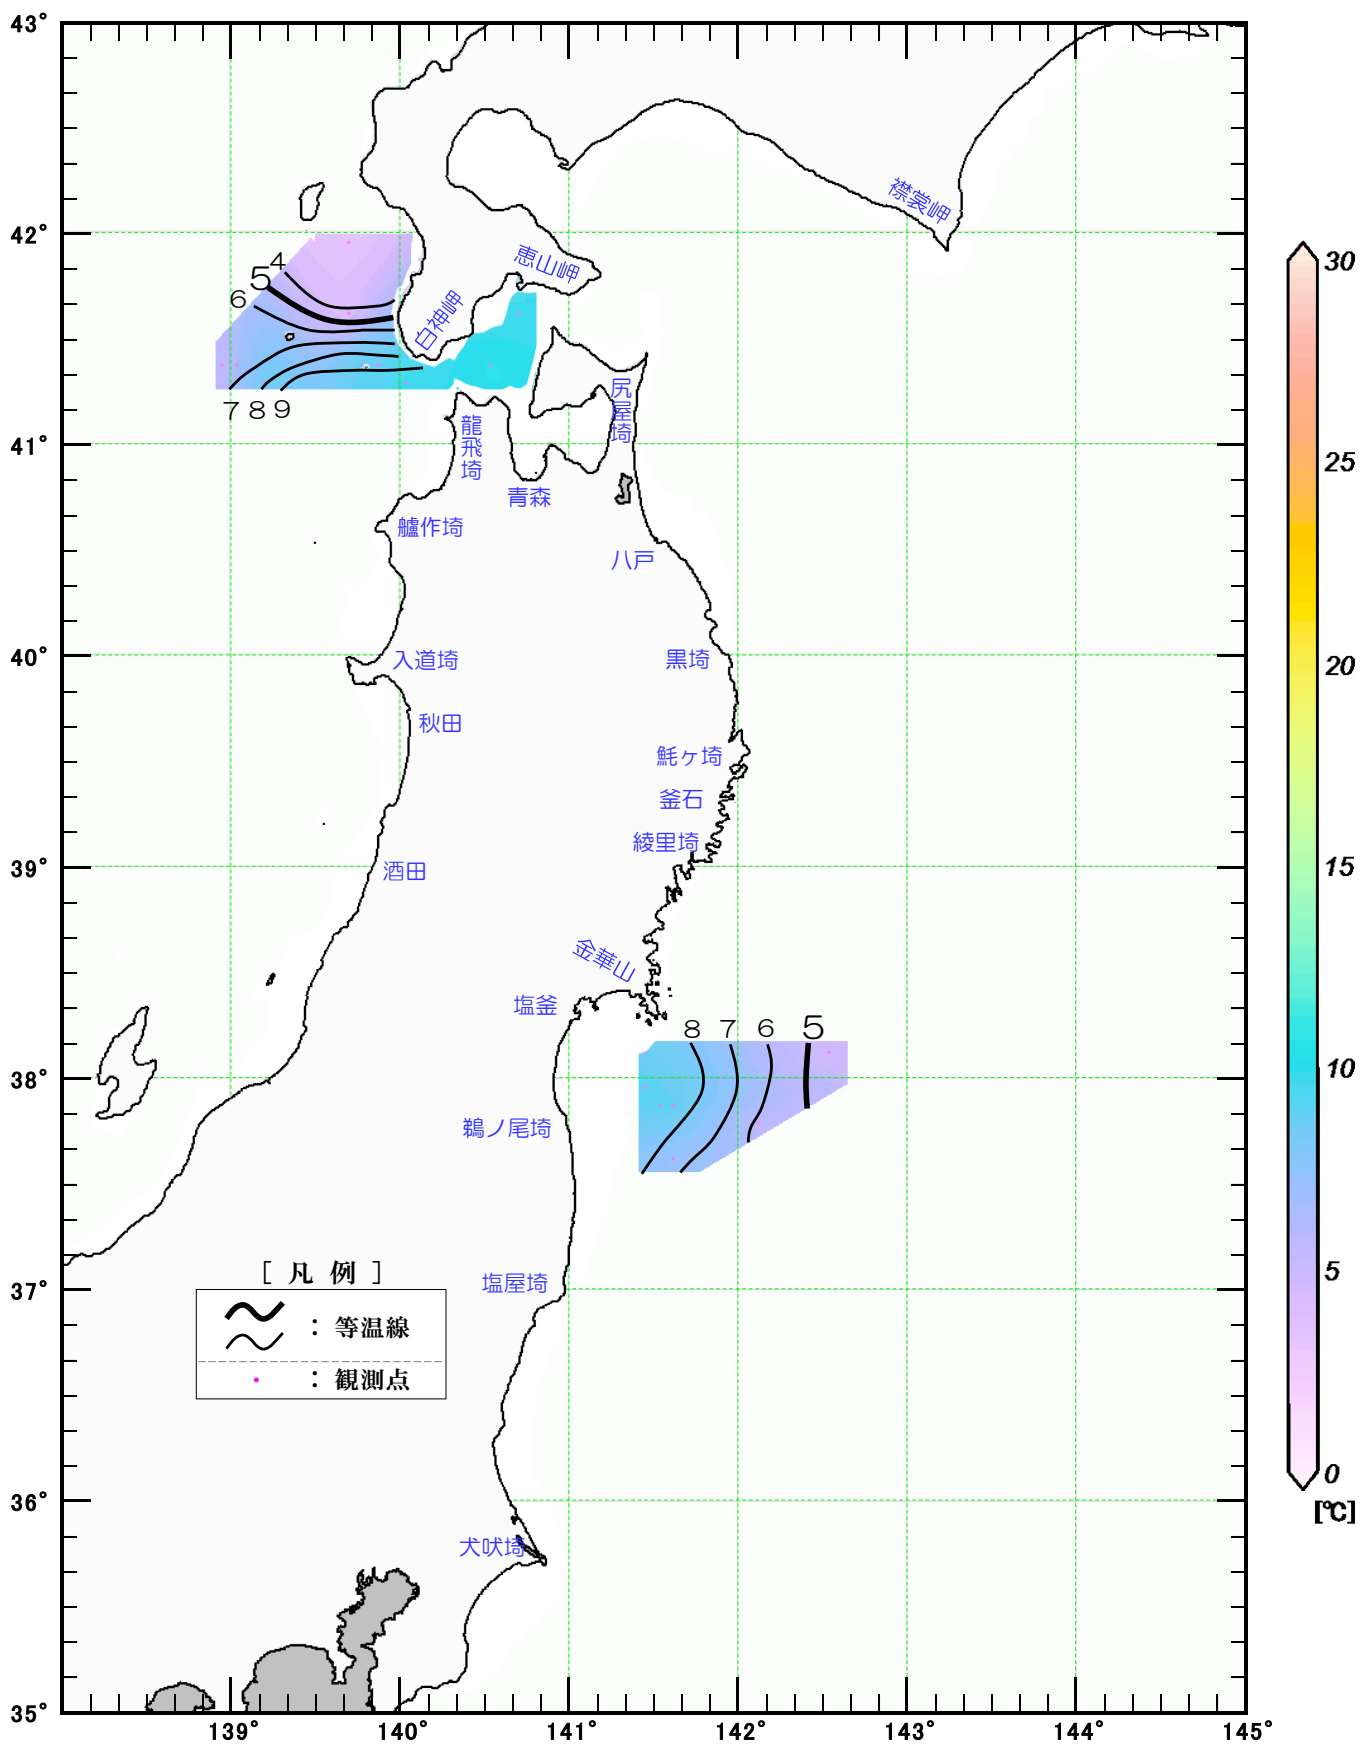 43°
42°
41°
40°
39°
38°
37°
36°
35°
139°
140°
141°
142°
143°
144°
145°
襟裳岬
恵山岬
白神岬
4
5
6
7
8
9
尻屋埼
龍飛埼
青森
艫作埼
八戸
入道埼
黒埼
秋田
魹ヶ埼
釜石
綾里埼
酒田
金華山
塩釜
8
7
6
5
鵜ノ尾埼
塩屋埼
[ 凡 例 ]
: 等温線
: 観測点
犬吠埼
30
25
20
15
10
5
0
[℃]